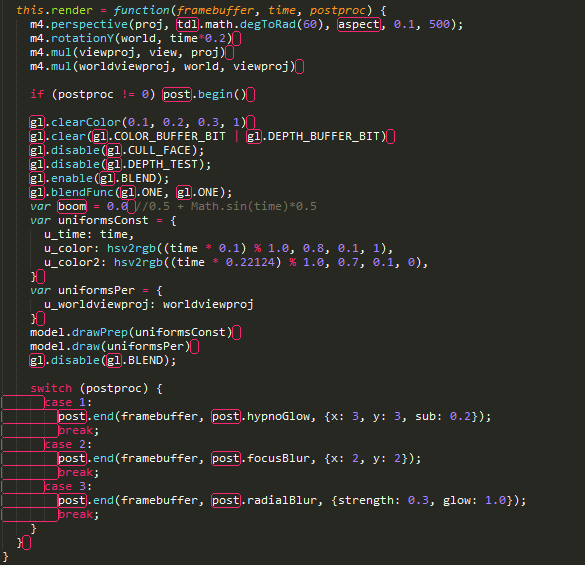 this.render = function(framebuffer, time, postproc) {
m4.perspective(proj, tdl.math.degToRad(60), aspect, 0.1, 500);
m4.rotationY(world, time*0.2)
m4.mul(viewproj, view, proj)
m4.mul(worldviewproj, world, viewproj)
if (postproc != 0) post.begin()
gl.clearColor(0.1, 0.2, 0.3, 1)
gl.clear(gl.COLOR_BUFFER_BIT | gl.DEPTH_BUFFER_BIT)
gl.disable(gl.CULL_FACE);
gl.disable(gl.DEPTH_TEST);
gl.enable(gl.BLEND);
gl.blendFunc(gl.ONE, gl.ONE);
var boom = 0.0 //0.5 + Math.sin(time)*0.5
var uniformsConst = {
u_time: time,
u_color: hsv2rgb((time * 0.1) % 1.0, 0.8, 0.1, 1),
u_color2: hsv2rgb((time * 0.22124) % 1.0, 0.7, 0.1, 0),
}
var uniformsPer = {
u_worldviewproj: worldviewproj
}
model.drawPrep(uniformsConst)
model.draw(uniformsPer)
gl.disable(gl.BLEND);
switch (postproc) {
case 1:
post.end(framebuffer, post.hypnoGlow, {x: 3, y: 3, sub: 0.2});
break;
case 2:
post.end(framebuffer, post.focusBlur, {x: 2, y: 2});
break;
case 3:
post.end(framebuffer, post.radialBlur, {strength: 0.3, glow: 1.0});
break;
}
}
}